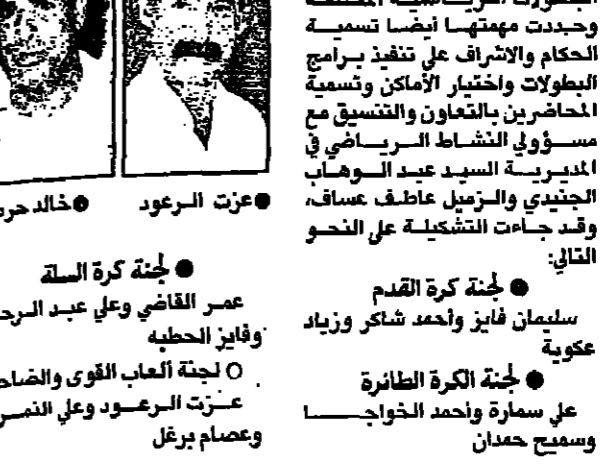 وحددت مهمتها أيضا تسمية
الحكام والاشراف على تنفيذ برامج
البطولات واختيار الأماكن وتسمية
المحاضرين بالتعاون والتنسيق مع
مسؤولي النشاط الرياضي في
المديرية السيد عبد الوهاب
الجنيدي والزميل عاطف عساف،
وقد جاءت التشكيلة على النحو
التالي:
● لجنة كرة القدم
سليمان فايز وأحمد شاكر وزياد
عكوية
● لجنة الكرة الطائرة
علي سمارة وأحمد الخواجا
وسميح حمدان
●عزت الرعود
●خالد
● لجنة كرة السلة
عمر القاضي وعلي عبد
وفايز الحطبه
○ لجنة ألعاب القوى
عزت الرعود وعلي
وعصام برغل